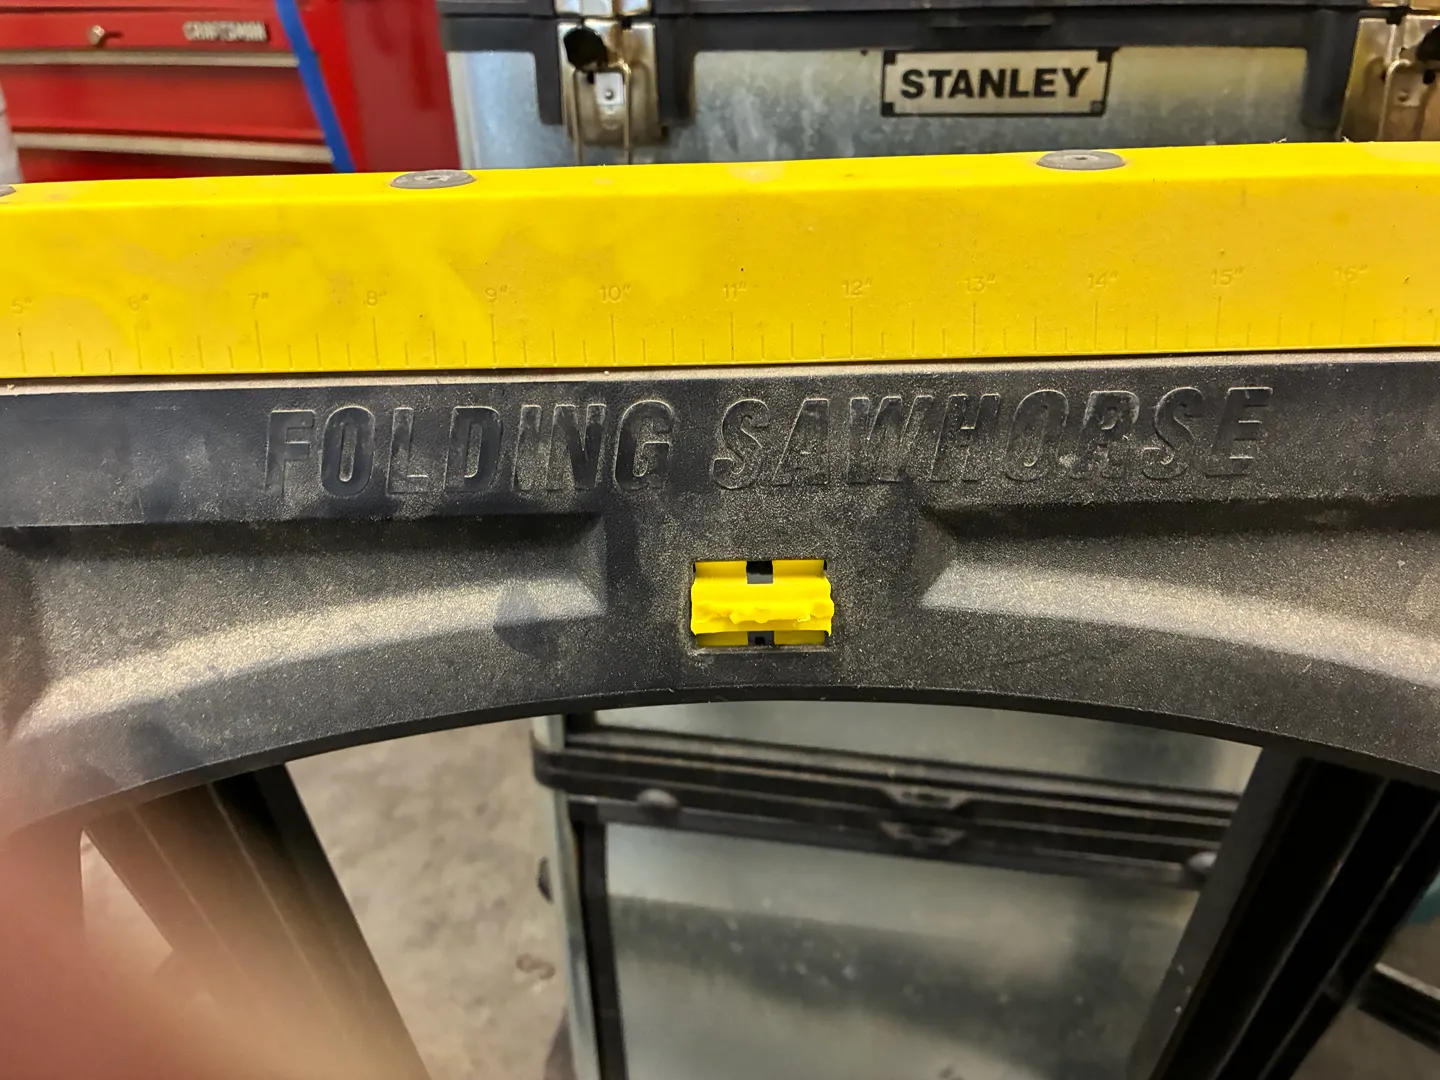 CRAFTSMAN
STANLEY
5" 6" 7" 8" 9" 10" 11" 12" 13" 14" 15" 16"
FOLDING SAWHORSE